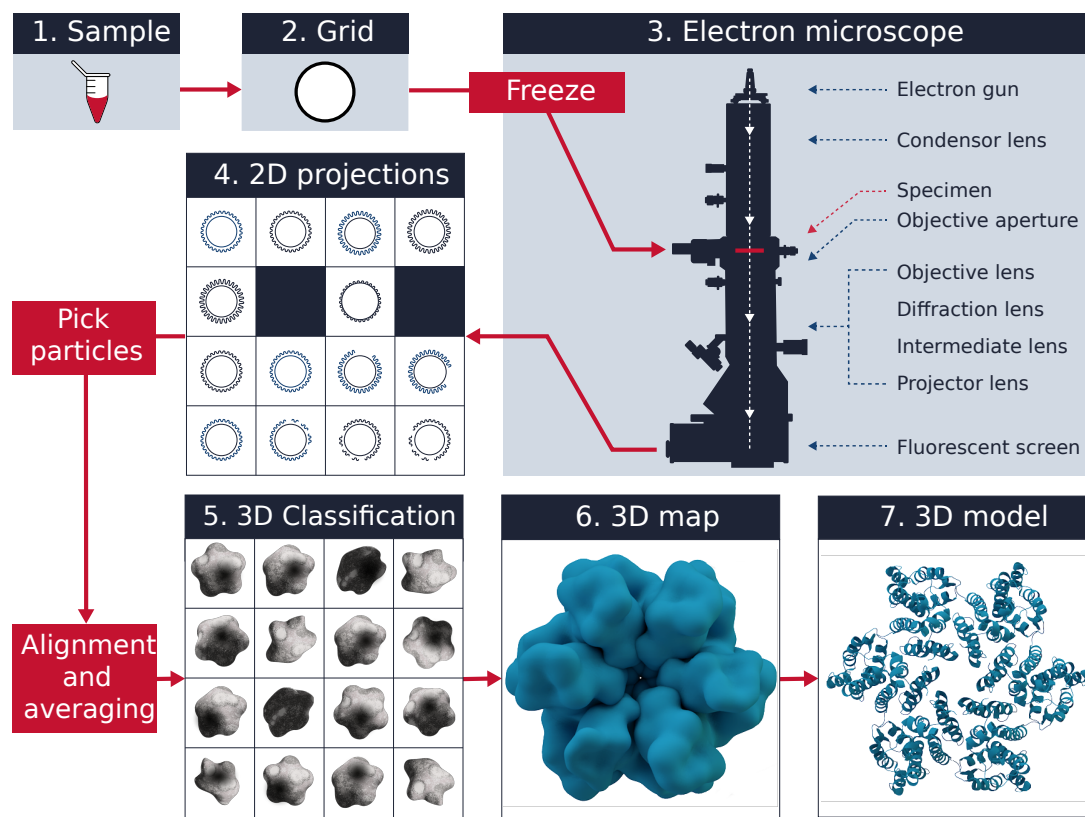 1. Sample
2. Grid
3. Electron microscope
Freeze
Electron gun
Condensor lens
Specimen
Objective aperture
Objective lens
Diffraction lens
Intermediate lens
Projector lens
Fluorescent screen
4. 2D projections
Pick
particles
Alignment
and
averaging
5. 3D Classification
6. 3D map
7. 3D model